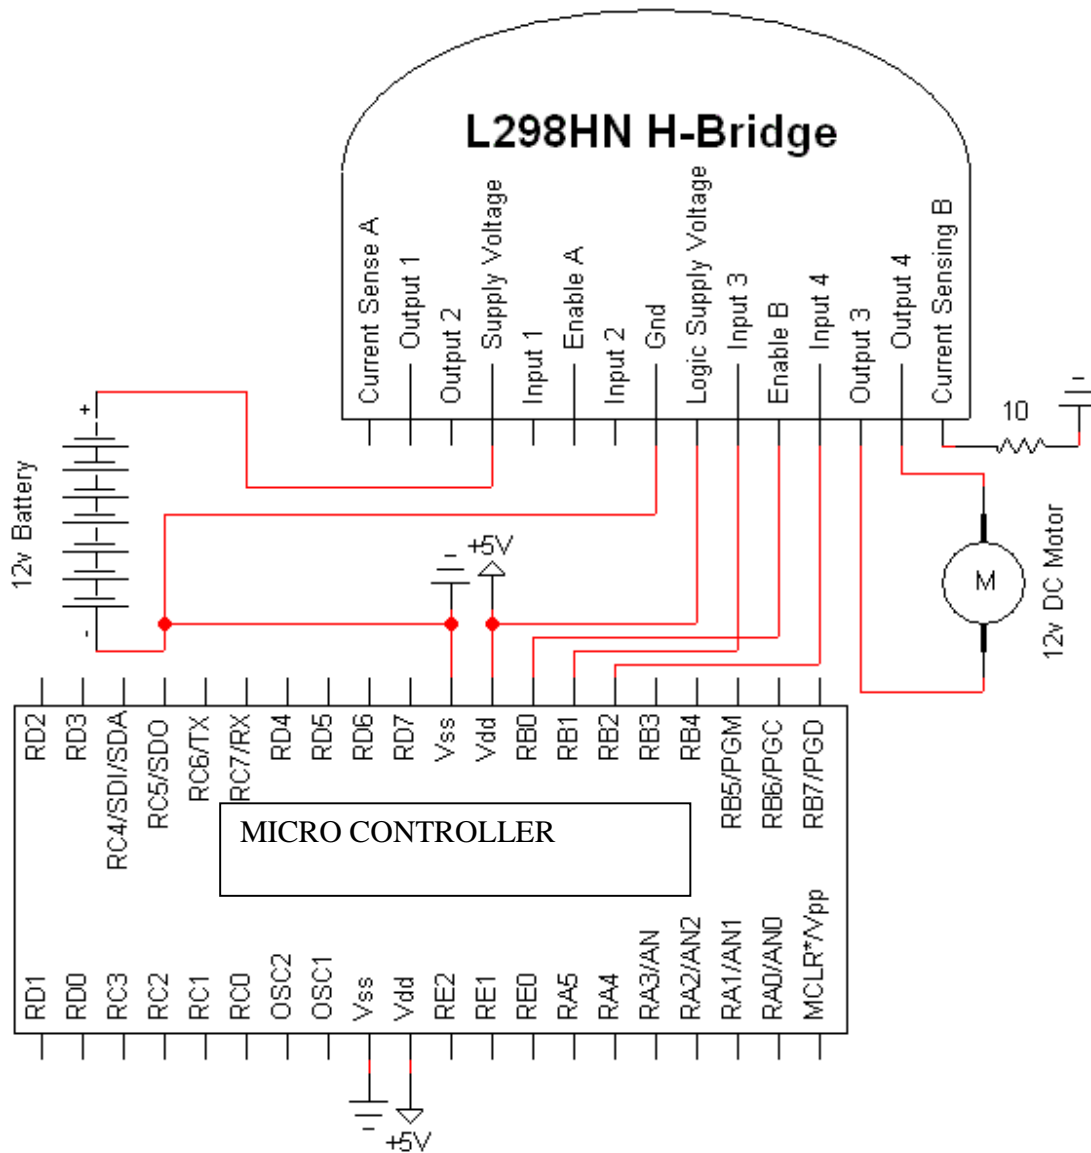 L298HN H-Bridge
Current Sense A
Output 1
Output 2
Supply Voltage
Input 1
Enable A
Input 2
Gnd
Logic Supply Voltage
Input 3
Enable B
Input 4
Output 3
Output 4
Current Sensing B
10
+
12v Battery
-
+5V
M
12v DC Motor
RD2
RD3
RC4/SDI/SDA
RC5/SDO
RC6/TX
RC7/RX
RD4
RD5
RD6
RD7
Vss
Vdd
RB0
RB1
RB2
RB3
RB4
RB5/PGM
RB6/PGC
RB7/PGD
MICRO CONTROLLER
RD1
RD0
RC3
RC2
RC1
RC0
OSC2
OSC1
Vss
Vdd
RE2
RE1
RE0
RA5
RA4
RA3/AN
RA2/AN2
RA1/AN1
RA0/AN0
MCLR*/Vpp
+5V